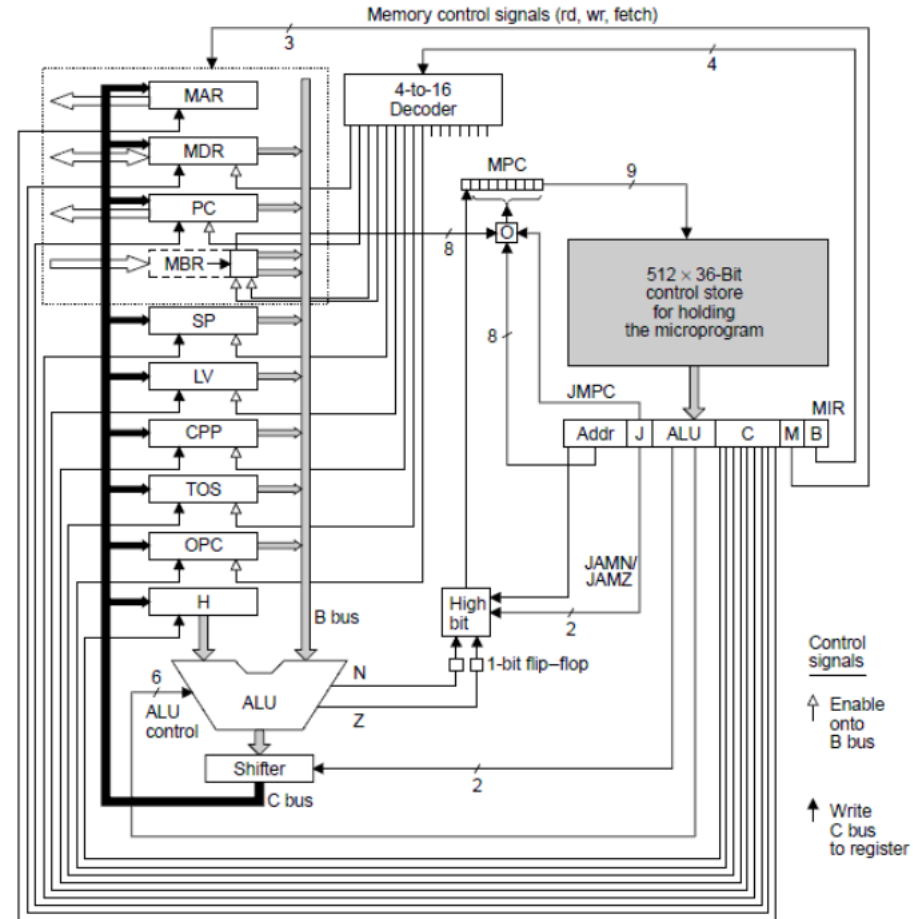 Memory control signals (rd, wr, fetch)
3
4
MAR
4-to-16
Decoder
MDR
MPC
9
PC
O
8
MBR
512 × 36-Bit
control store
for holding
the microprogram
SP
8
LV
JMPC
MIR
Addr
J
ALU
C
M
B
CPP
TOS
OPC
JAMN/
JAMZ
H
B bus
High
bit
2
Control
signals
6
N
1-bit flip–flop
ALU
control
ALU
Z
Enable
onto
B bus
Shifter
2
C bus
Write
C bus
to register